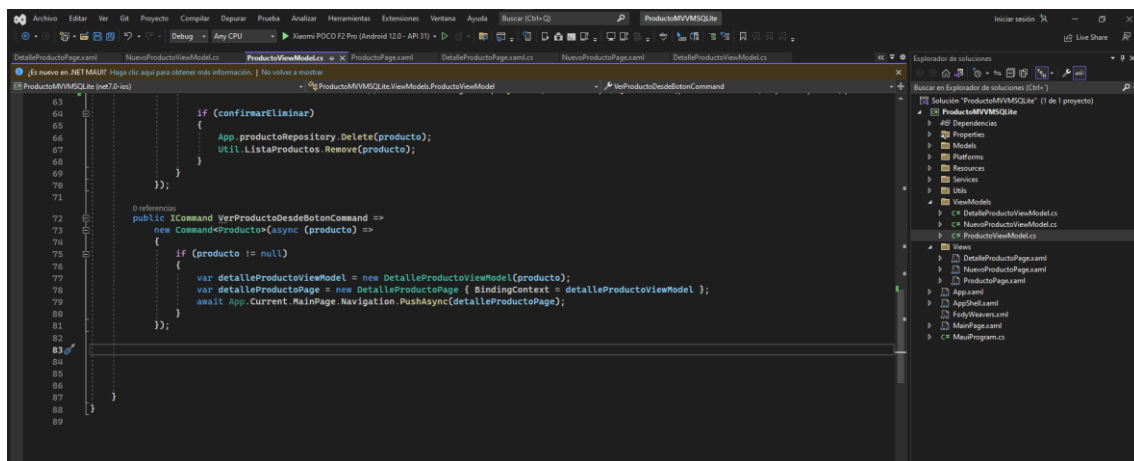 Archivo Editar Ver Git Proyecto Compilar Depurar Prueba Analizar Herramientas Extensiones Ventana Ayuda Buscar (Ctrl+Q) ProductoMVVMSQLite Iniciar sesión
Debug Any CPU Xiaomi POCO F2 Pro (Android 12.0 - API 31) Live Share
DetalleProductoPage.xaml NuevoProductoViewModel.cs ProductoViewModel.cs ProductoPage.xaml DetalleProductoPage.xaml.cs NuevoProductoPage.xaml DetalleProductoViewModel.cs Explorador de soluciones
¿Es nuevo en .NET MAUI? Haga clic aquí para obtener más información. | No volver a mostrar
ProductoMVVMSQLite (net7.0-ios) ProductoMVVMSQLite.ViewModels.ProductoViewModel VerProductoDesdeBotonCommand
Buscar en Explorador de soluciones (Ctrl+ )
63
64 if (confirmarEliminar)
65 {
66 App.productoRepository.Delete(producto);
67 Util.ListaProductos.Remove(producto);
68 }
69 }
70 });
71
0 referencias
72 public ICommand VerProductoDesdeBotonCommand =>
73 new Command<Producto>(async (producto) =>
74 {
75 if (producto != null)
76 {
77 var detalleProductoViewModel = new DetalleProductoViewModel(producto);
78 var detalleProductoPage = new DetalleProductoPage { BindingContext = detalleProductoViewModel };
79 await App.Current.MainPage.Navigation.PushAsync(detalleProductoPage);
80 }
81 });
82
83
84
85
86
87 }
88 }
89
Solución "ProductoMVVMSQLite" (1 de 1 proyecto)
ProductoMVVMSQLite
Dependencias
Properties
Models
Platforms
Resources
Services
Utils
ViewModels
C# DetalleProductoViewModel.cs
C# NuevoProductoViewModel.cs
C# ProductoViewModel.cs
Views
DetalleProductoPage.xaml
NuevoProductoPage.xaml
ProductoPage.xaml
App.xaml
AppShell.xaml
FodyWeavers.xml
MainPage.xaml
C# MauiProgram.cs